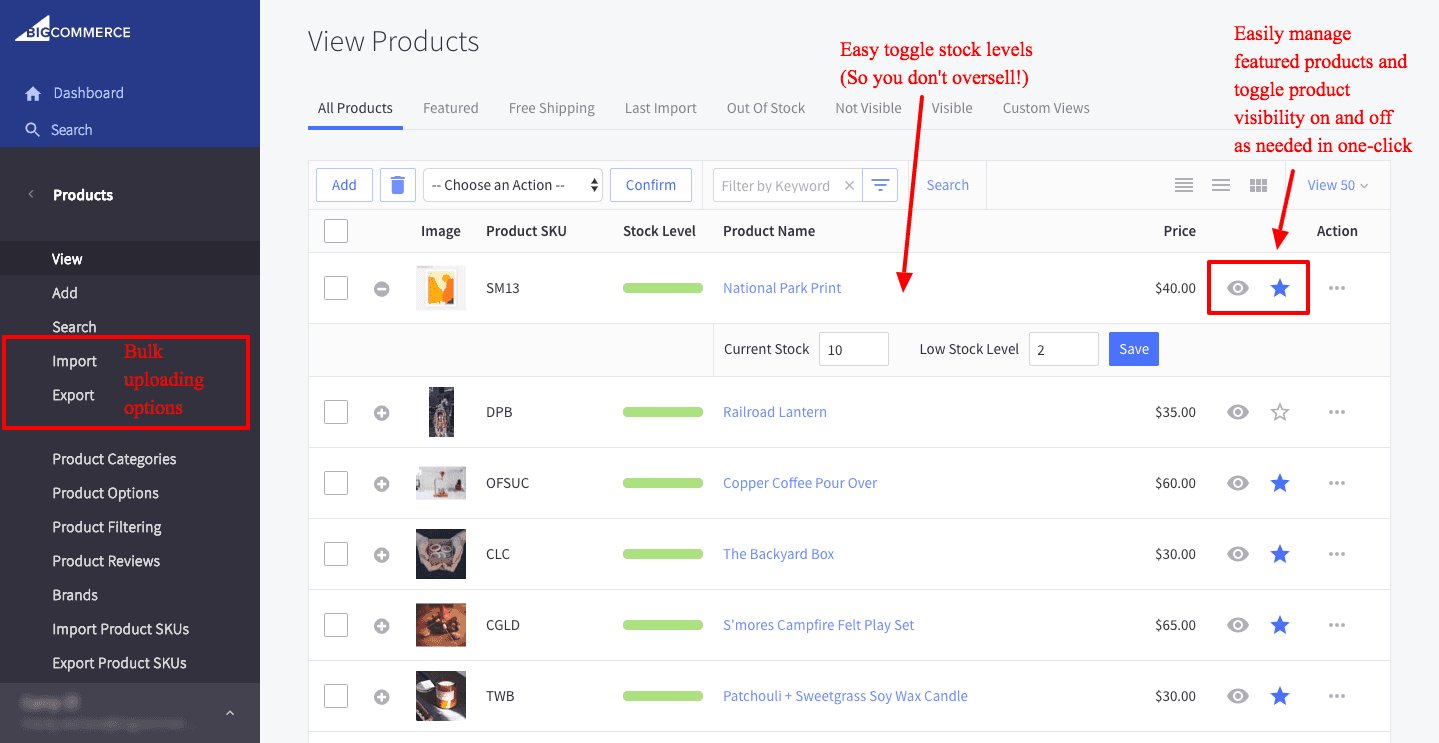 BIGCOMMERCE
Dashboard
Search
Products
View
Add
Search
Import
Export
Bulk
uploading
options
Product Categories
Product Options
Product Filtering
Product Reviews
Brands
Import Product SKUs
Export Product SKUs
View Products
Easy toggle stock levels
(So you don't oversell!)
Easily manage
featured products and
toggle product
visibility on and off
as needed in one-click
All Products Featured Free Shipping Last Import Out Of Stock Not Visible Visible Custom Views
Add -- Choose an Action -- Confirm Filter by Keyword Search View 50
Image Product SKU Stock Level Product Name Price Action
SM13 National Park Print $40.00
Current Stock 10 Low Stock Level 2 Save
DPB Railroad Lantern $35.00
OFSUC Copper Coffee Pour Over $60.00
CLC The Backyard Box $30.00
CGLD S'mores Campfire Felt Play Set $65.00
TWB Patchouli + Sweetgrass Soy Wax Candle $30.00